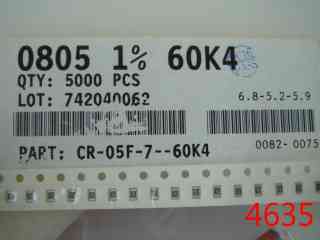 0805 1% 60K4
QTY: 5000 PCS
LOT: 742040062
6.8-5.2-5.9
PART: CR-05F-7--60K4
0082- 0075
4635